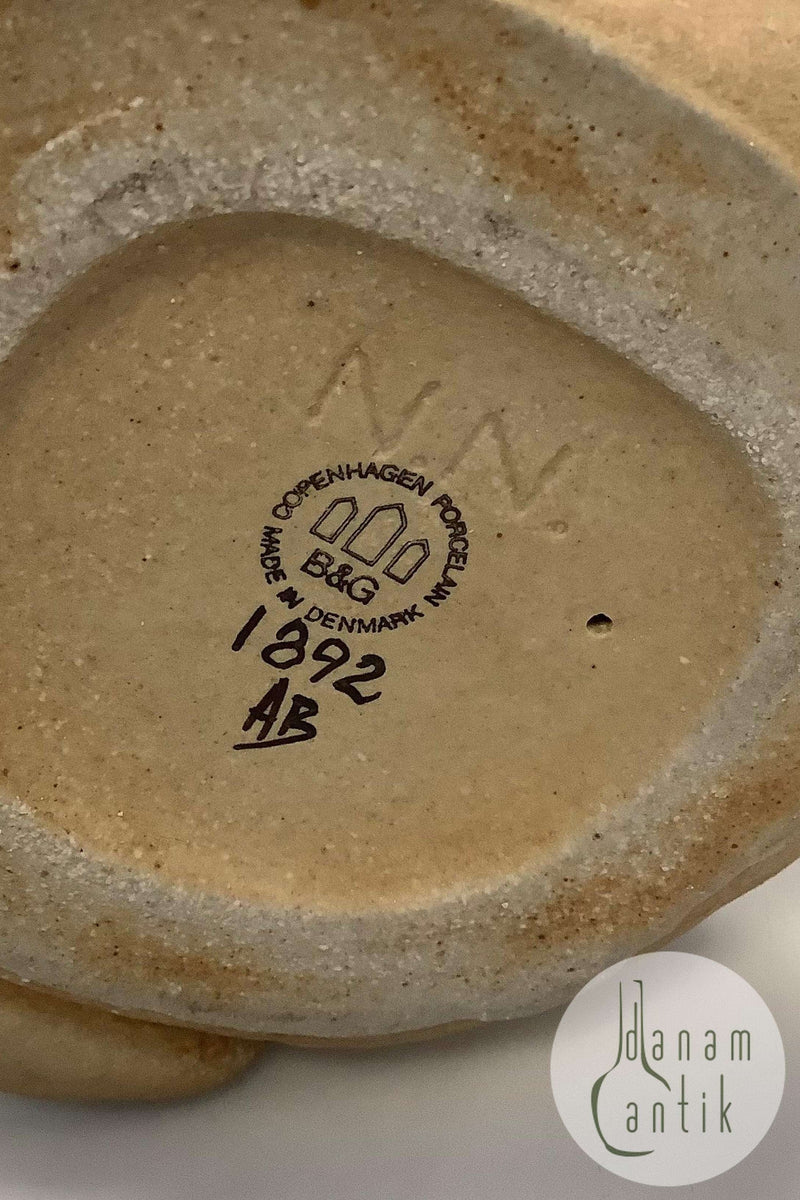 N.N.
COPENHAGEN PORCELAIN
B&G
MADE IN DENMARK
1892
AB
danam
antik